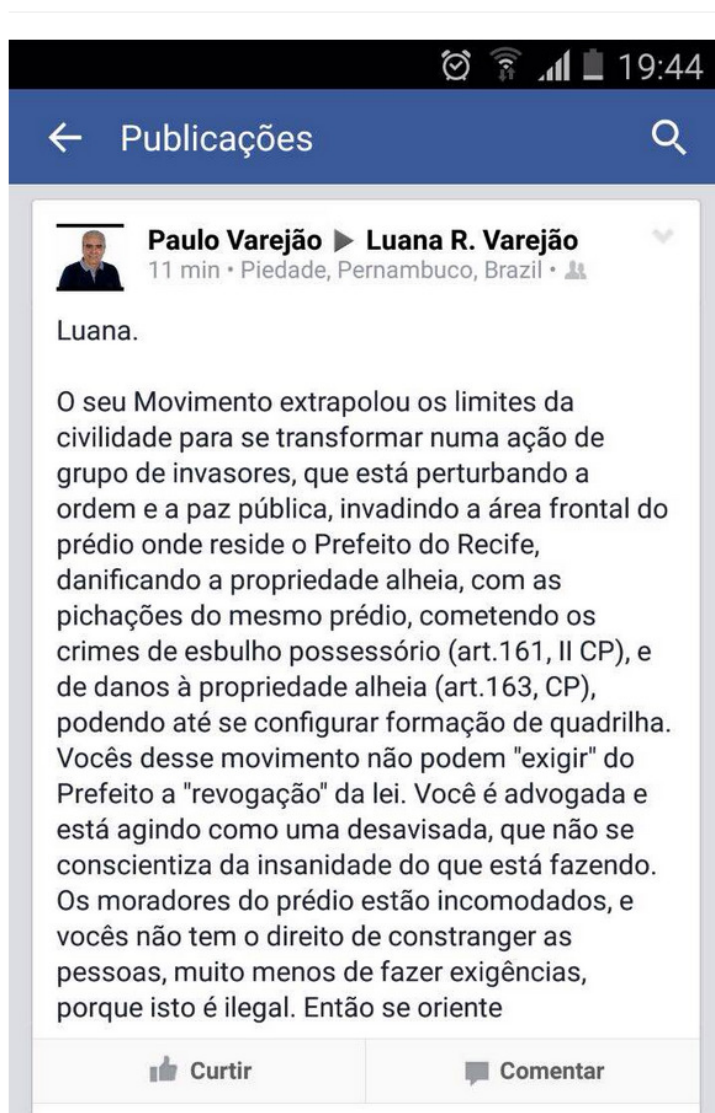 19:44
Publicações
Paulo Varejão ▶ Luana R. Varejão
11 min • Piedade, Pernambuco, Brazil •
Luana.
O seu Movimento extrapolou os limites da
civilidade para se transformar numa ação de
grupo de invasores, que está perturbando a
ordem e a paz pública, invadindo a área frontal do
prédio onde reside o Prefeito do Recife,
danificando a propriedade alheia, com as
pichações do mesmo prédio, cometendo os
crimes de esbulho possessório (art.161, II CP), e
de danos à propriedade alheia (art.163, CP),
podendo até se configurar formação de quadrilha.
Vocês desse movimento não podem "exigir" do
Prefeito a "revogação" da lei. Você é advogada e
está agindo como uma desavisada, que não se
conscientiza da insanidade do que está fazendo.
Os moradores do prédio estão incomodados, e
vocês não tem o direito de constranger as
pessoas, muito menos de fazer exigências,
porque isto é ilegal. Então se oriente
Curtir
Comentar